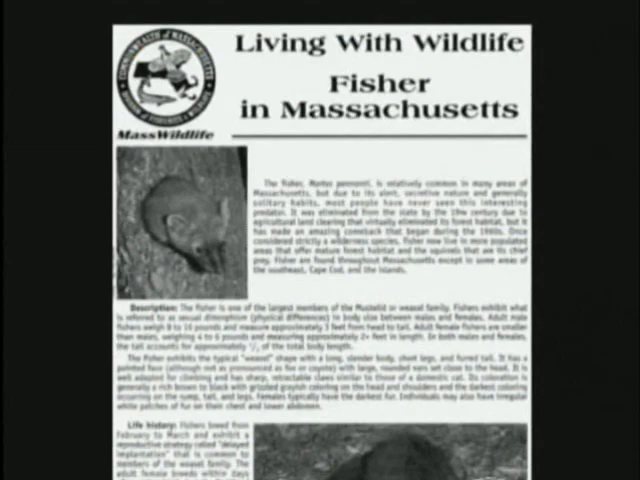 Living With Wildlife
Fisher
in Massachusetts
COMMONWEALTH of MASSACHUSETTS
DIVISION of FISHERIES & WILDLIFE
MassWildlife
The fisher, Martes pennanti, is relatively common in many areas of
Massachusetts, but due to its alert, secretive nature and generally
solitary habits, most people have never seen this interesting
predator. It was eliminated from the state by the 19th century due to
agricultural land clearing that virtually eliminated its forest habitat, but it
has made an amazing comeback that began during the 1960s. Once
considered strictly a wilderness species, fisher now live in more populated
areas that offer mature forest habitat and the squirrels that are its chief
prey. Fisher are found throughout Massachusetts except in some areas of
the southeast, Cape Cod, and the Islands.
Description: The fisher is one of the largest members of the Mustelid or weasel family. Fishers exhibit what
is referred to as sexual dimorphism (physical differences) in body size between males and females. Adult male
fishers weigh 8 to 16 pounds and measure approximately 3 feet from head to tail. Adult female fishers are smaller
than males, weighing 4 to 6 pounds and measuring approximately 2+ feet in length. In both males and females,
the tail accounts for approximately 1/3 of the total body length.
The fisher exhibits the typical "weasel" shape with a long, slender body, short legs, and furred tail. It has a
pointed face (although not as pronounced as fox or coyote) with large, rounded ears set close to the head. It is
well adapted for climbing and has sharp, retractable claws similar to those of a domestic cat. Its coloration is
generally a rich brown to black with grizzled grayish coloring on the head and shoulders and the darkest coloring
occurring on the rump, tail, and legs. Females typically have the darkest fur. Individuals may also have irregular
white patches of fur on their chest and lower abdomen.
Life history: Fishers breed from
February to March and exhibit a
reproductive strategy called "delayed
implantation" that is common to
members of the weasel family. The
adult female breeds within days